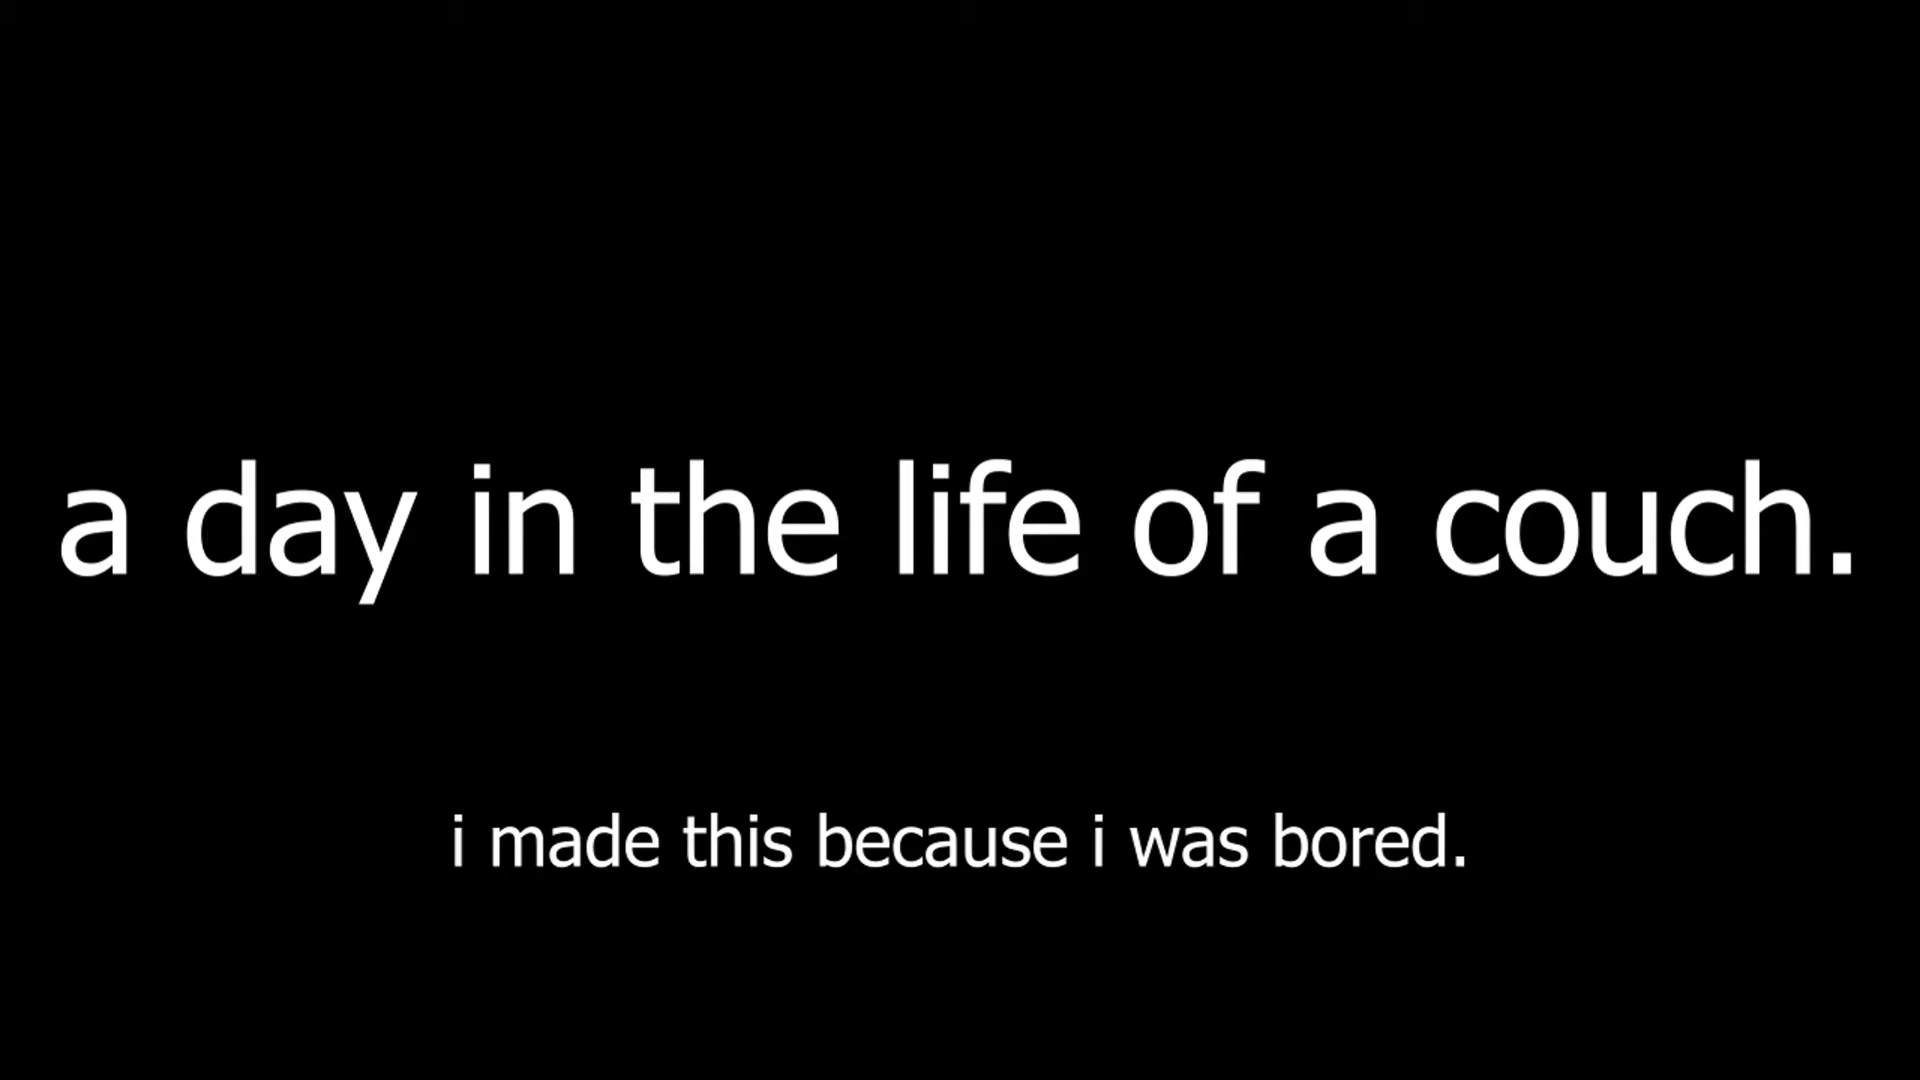 a day in the life of a couch.
i made this because i was bored.